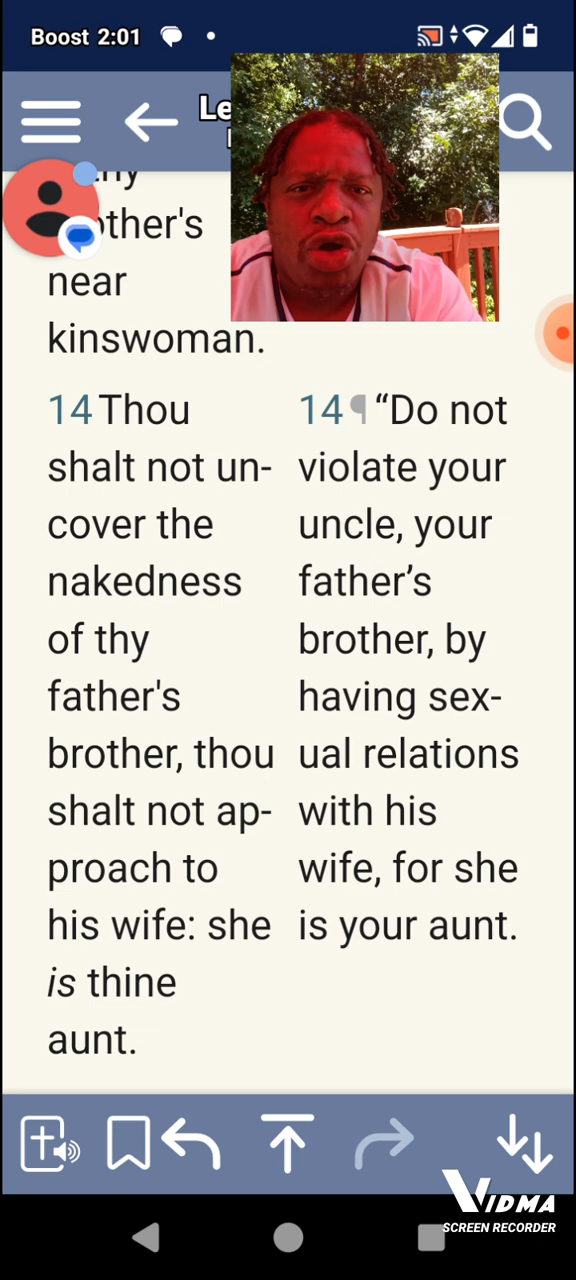 Boost 2:01
Le
other's
near
kinswoman.
14 Thou
shalt not un-
cover the
nakedness
of thy
father's
brother, thou
shalt not ap-
proach to
his wife: she
is thine
aunt.
14 ¶ “Do not
violate your
uncle, your
father’s
brother, by
having sex-
ual relations
with his
wife, for she
is your aunt.
VIDMA
SCREEN RECORDER